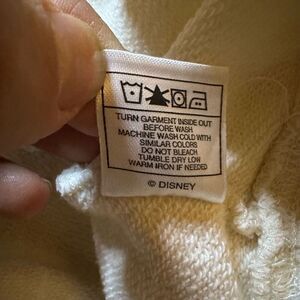 TURN GARMENT INSIDE OUT
BEFORE WASH
MACHINE WASH COLD WITH
SIMILAR COLORS
DO NOT BLEACH
TUMBLE DRY LOW
WARM IRON IF NEEDED
© DISNEY